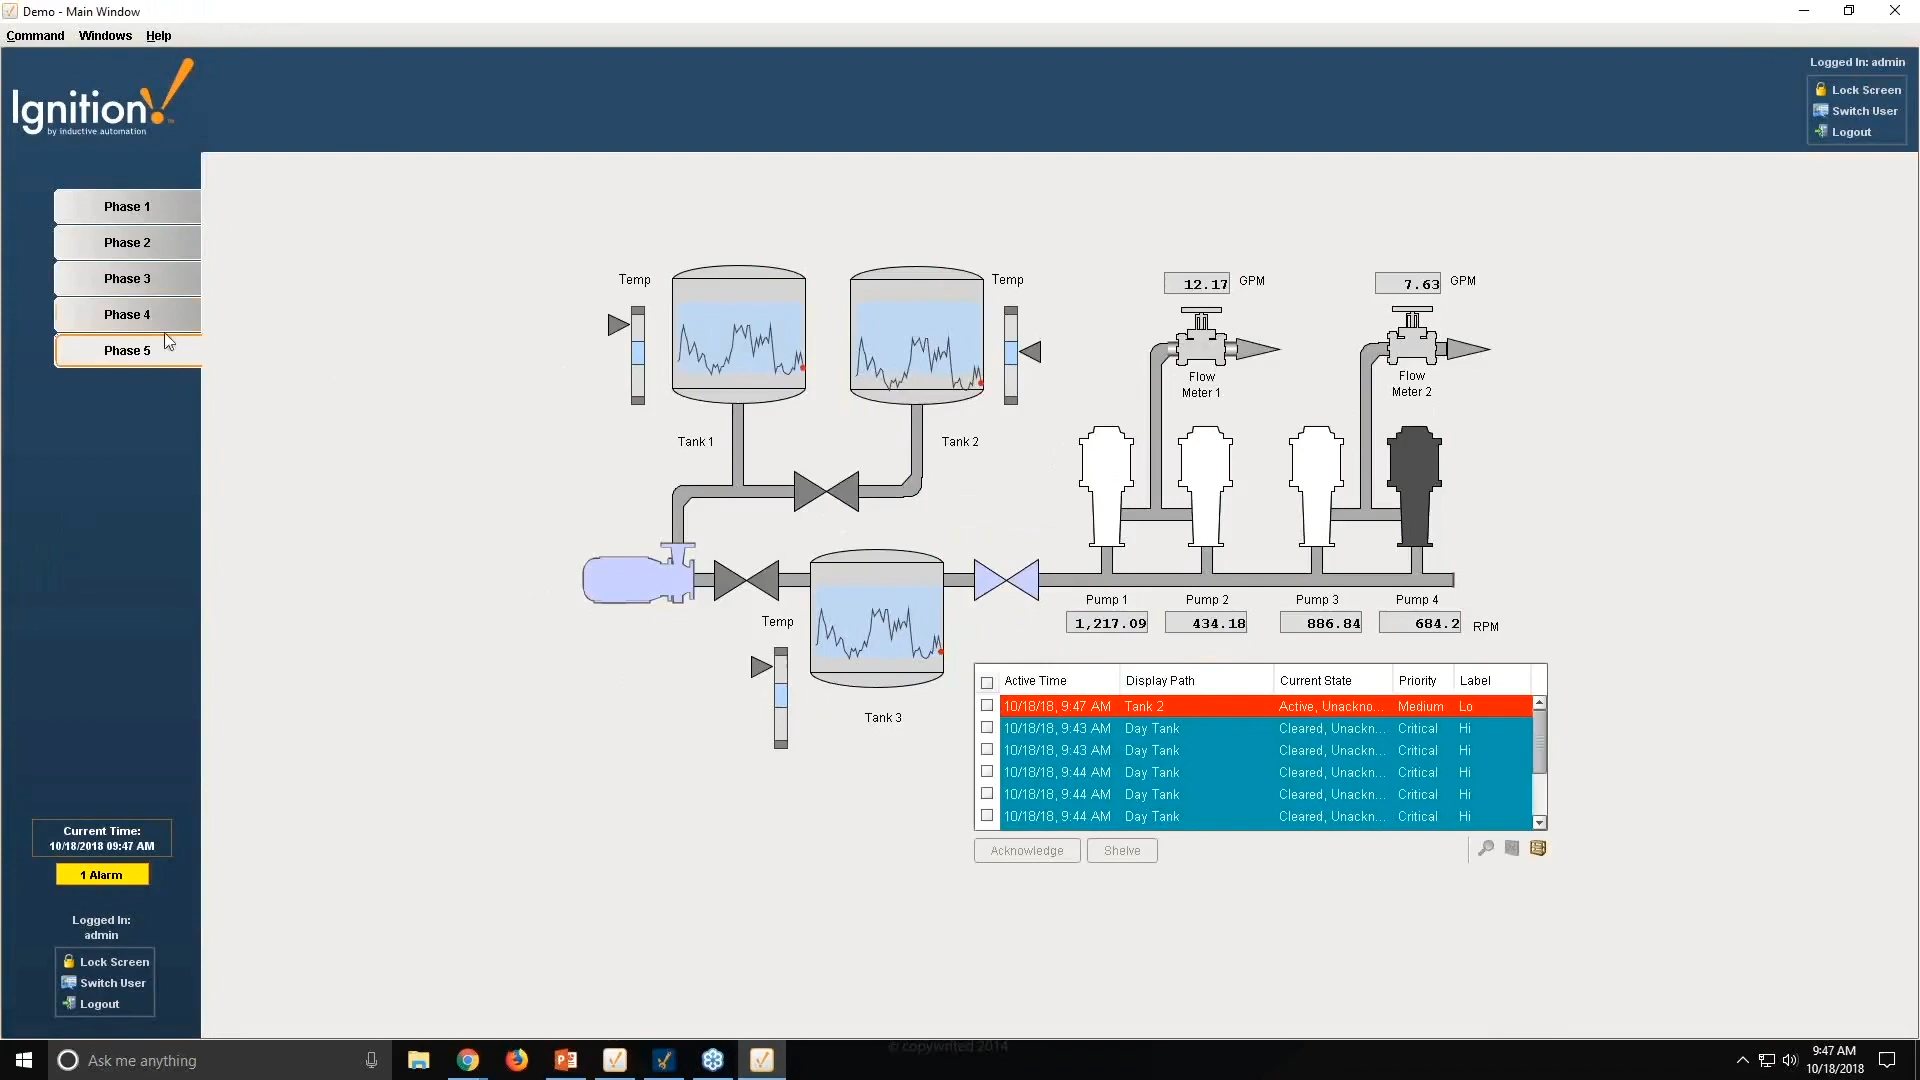 Demo - Main Window
Command Windows Help
Logged In: admin
Lock Screen
Switch User
Logout
Ignition!
by inductive automation
Phase 1
Phase 2
Phase 3
Phase 4
Phase 5
Temp
Temp
12.17 GPM
7.63 GPM
Flow
Meter 1
Flow
Meter 2
Tank 1
Tank 2
Temp
Tank 3
Pump 1
Pump 2
Pump 3
Pump 4
1,217.09
434.18
886.84
684.2
RPM
Active Time Display Path Current State Priority Label
10/18/18, 9:47 AM Tank 2 Active, Unackno... Medium Lo
10/18/18, 9:43 AM Day Tank Cleared, Unackn... Critical Hi
10/18/18, 9:43 AM Day Tank Cleared, Unackn... Critical Hi
10/18/18, 9:44 AM Day Tank Cleared, Unackn... Critical Hi
10/18/18, 9:44 AM Day Tank Cleared, Unackn... Critical Hi
10/18/18, 9:44 AM Day Tank Cleared, Unackn... Critical Hi
Acknowledge
Shelve
Current Time:
10/18/2018 09:47 AM
1 Alarm
Logged In:
admin
Lock Screen
Switch User
Logout
© copywrited 2014
Ask me anything
9:47 AM
10/18/2018